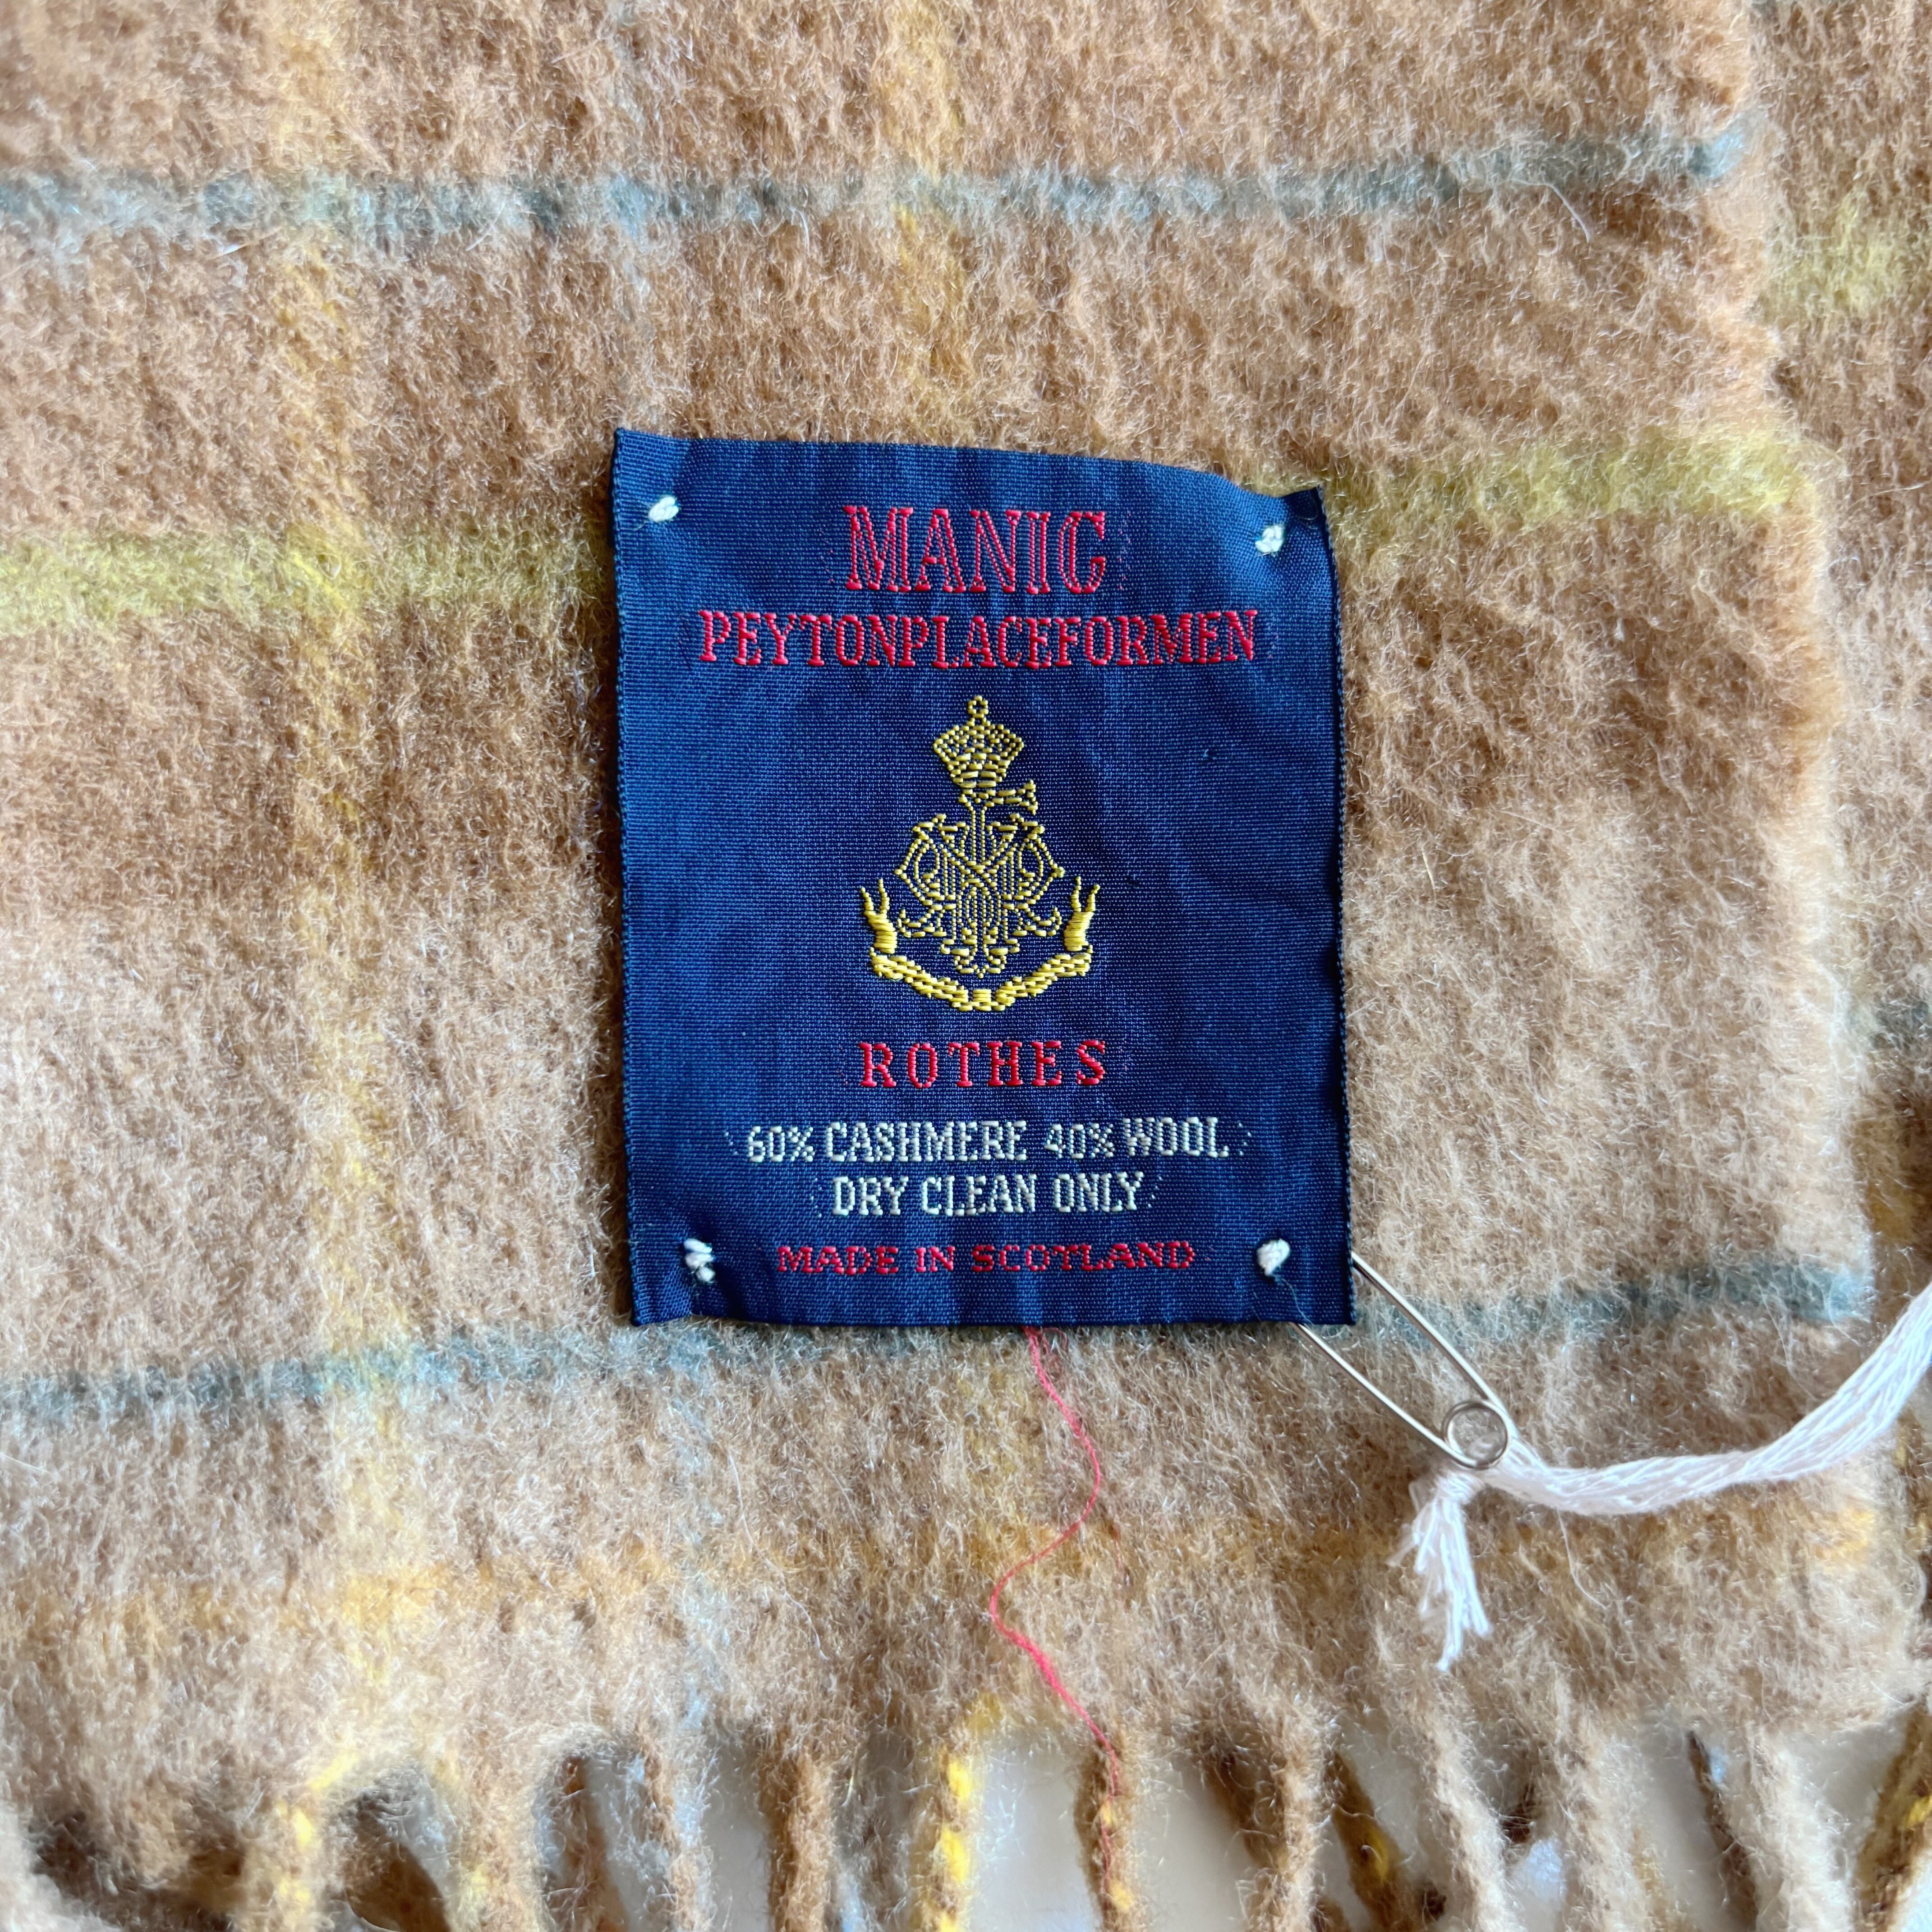 MANIC
PEYTONPLACEFORMEN
ROTHES
60% CASHMERE 40% WOOL
DRY CLEAN ONLY
MADE IN SCOTLAND